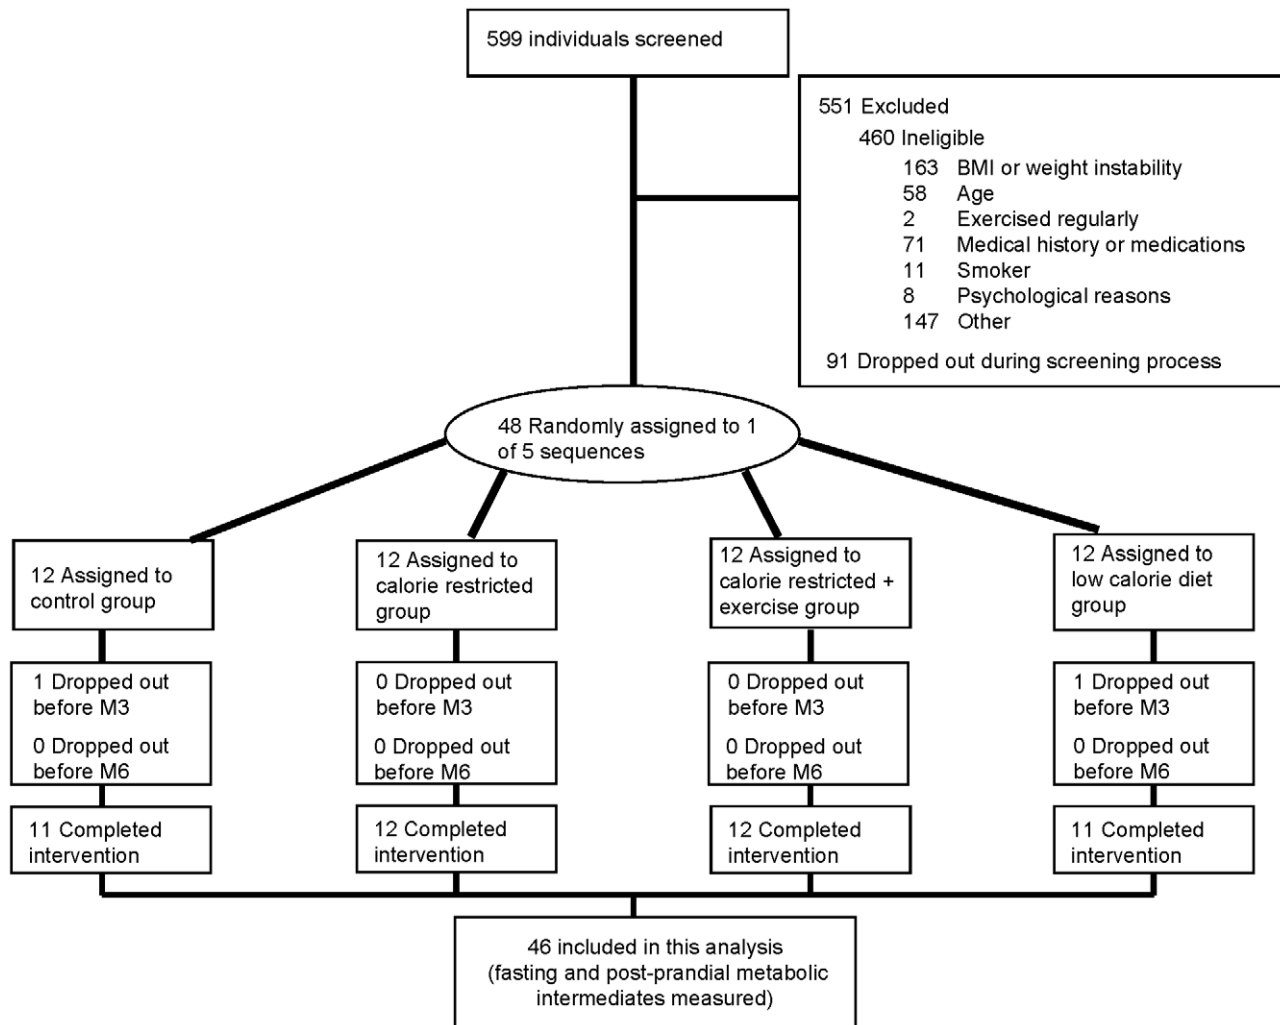 599 individuals screened
551 Excluded
460 Ineligible
163 BMI or weight instability
58 Age
2 Exercised regularly
71 Medical history or medications
11 Smoker
8 Psychological reasons
147 Other
91 Dropped out during screening process
48 Randomly assigned to 1
of 5 sequences
12 Assigned to
control group
12 Assigned to
calorie restricted
group
12 Assigned to
calorie restricted +
exercise group
12 Assigned to
low calorie diet
group
1 Dropped out
before M3
0 Dropped out
before M6
0 Dropped out
before M3
0 Dropped out
before M6
0 Dropped out
before M3
0 Dropped out
before M6
1 Dropped out
before M3
0 Dropped out
before M6
11 Completed
intervention
12 Completed
intervention
12 Completed
intervention
11 Completed
intervention
46 included in this analysis
(fasting and post-prandial metabolic
intermediates measured)